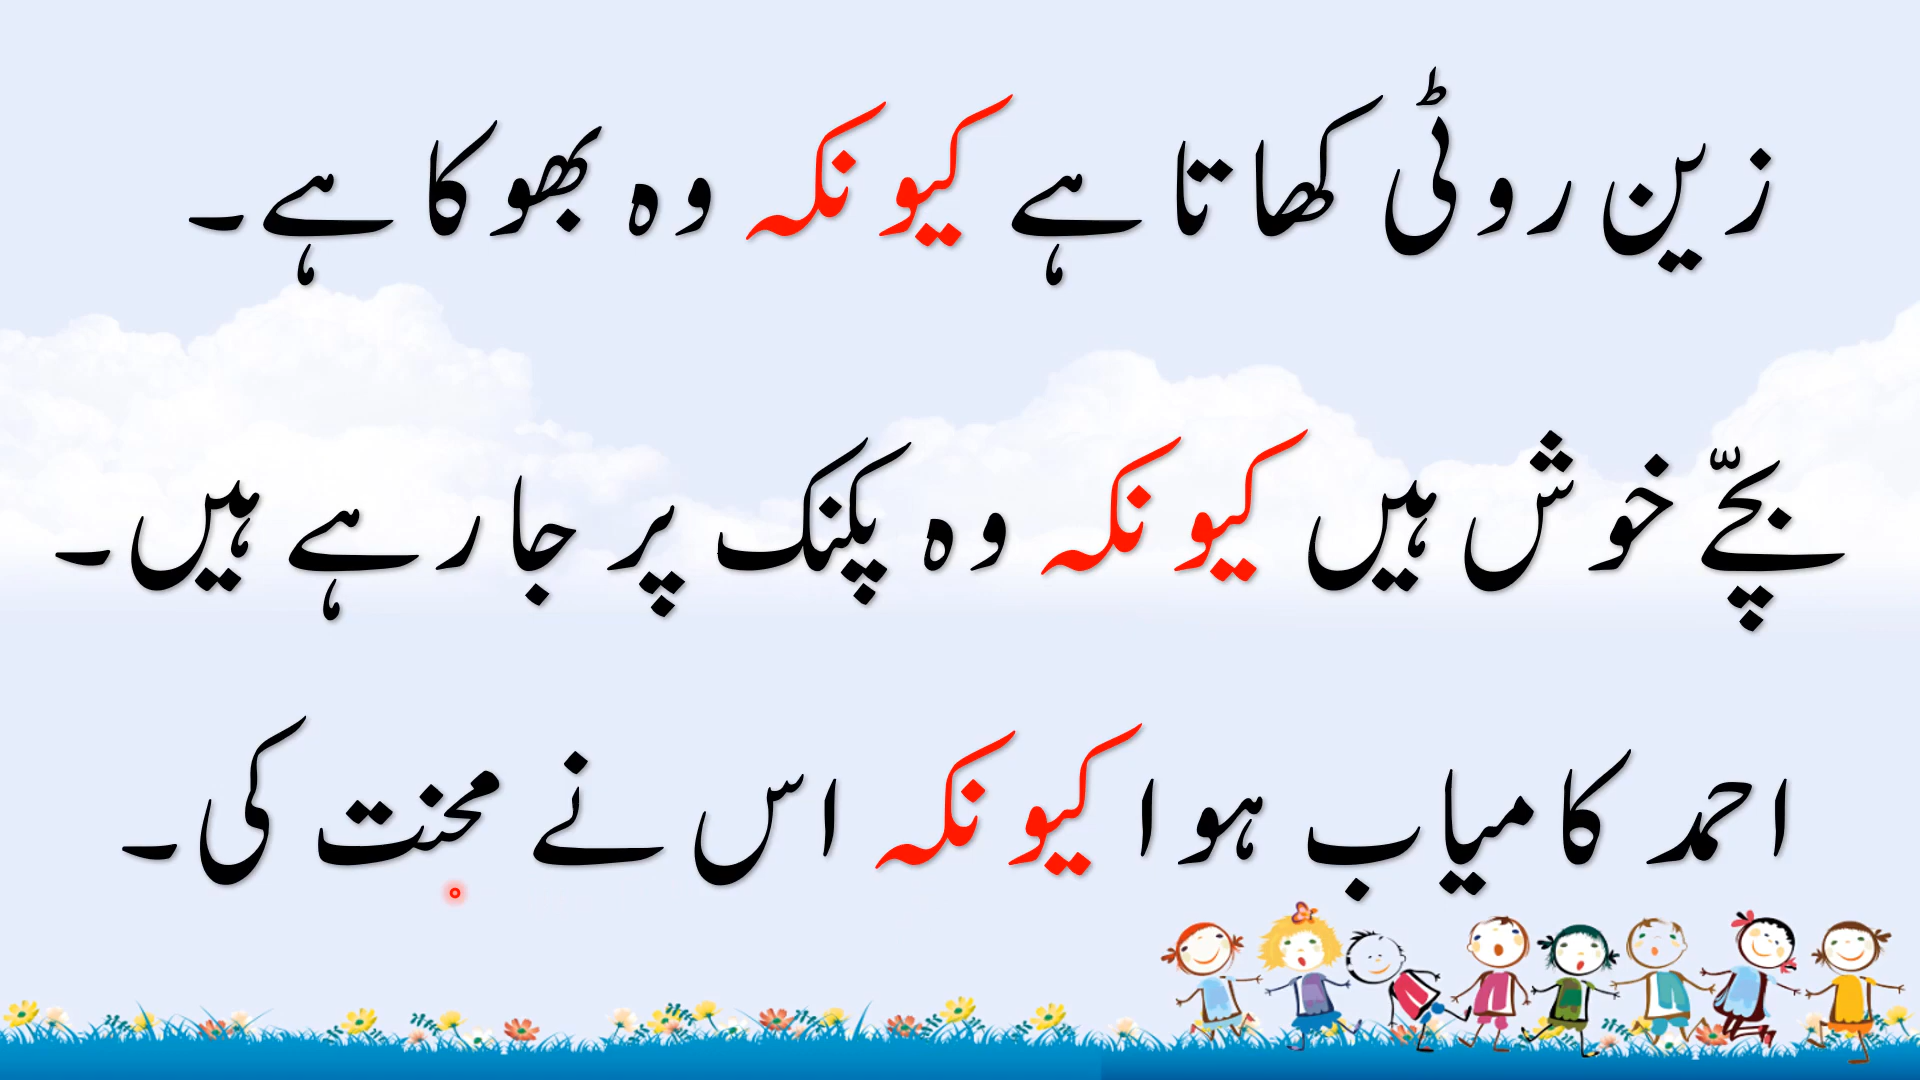 زین روٹی کھاتا ہے کیونکہ وہ بھوکا ہے۔
بچّے خوش ہیں کیونکہ وہ پکنک پر جا رہے ہیں۔
احمد کامیاب ہوا کیونکہ اس نے محنت کی۔